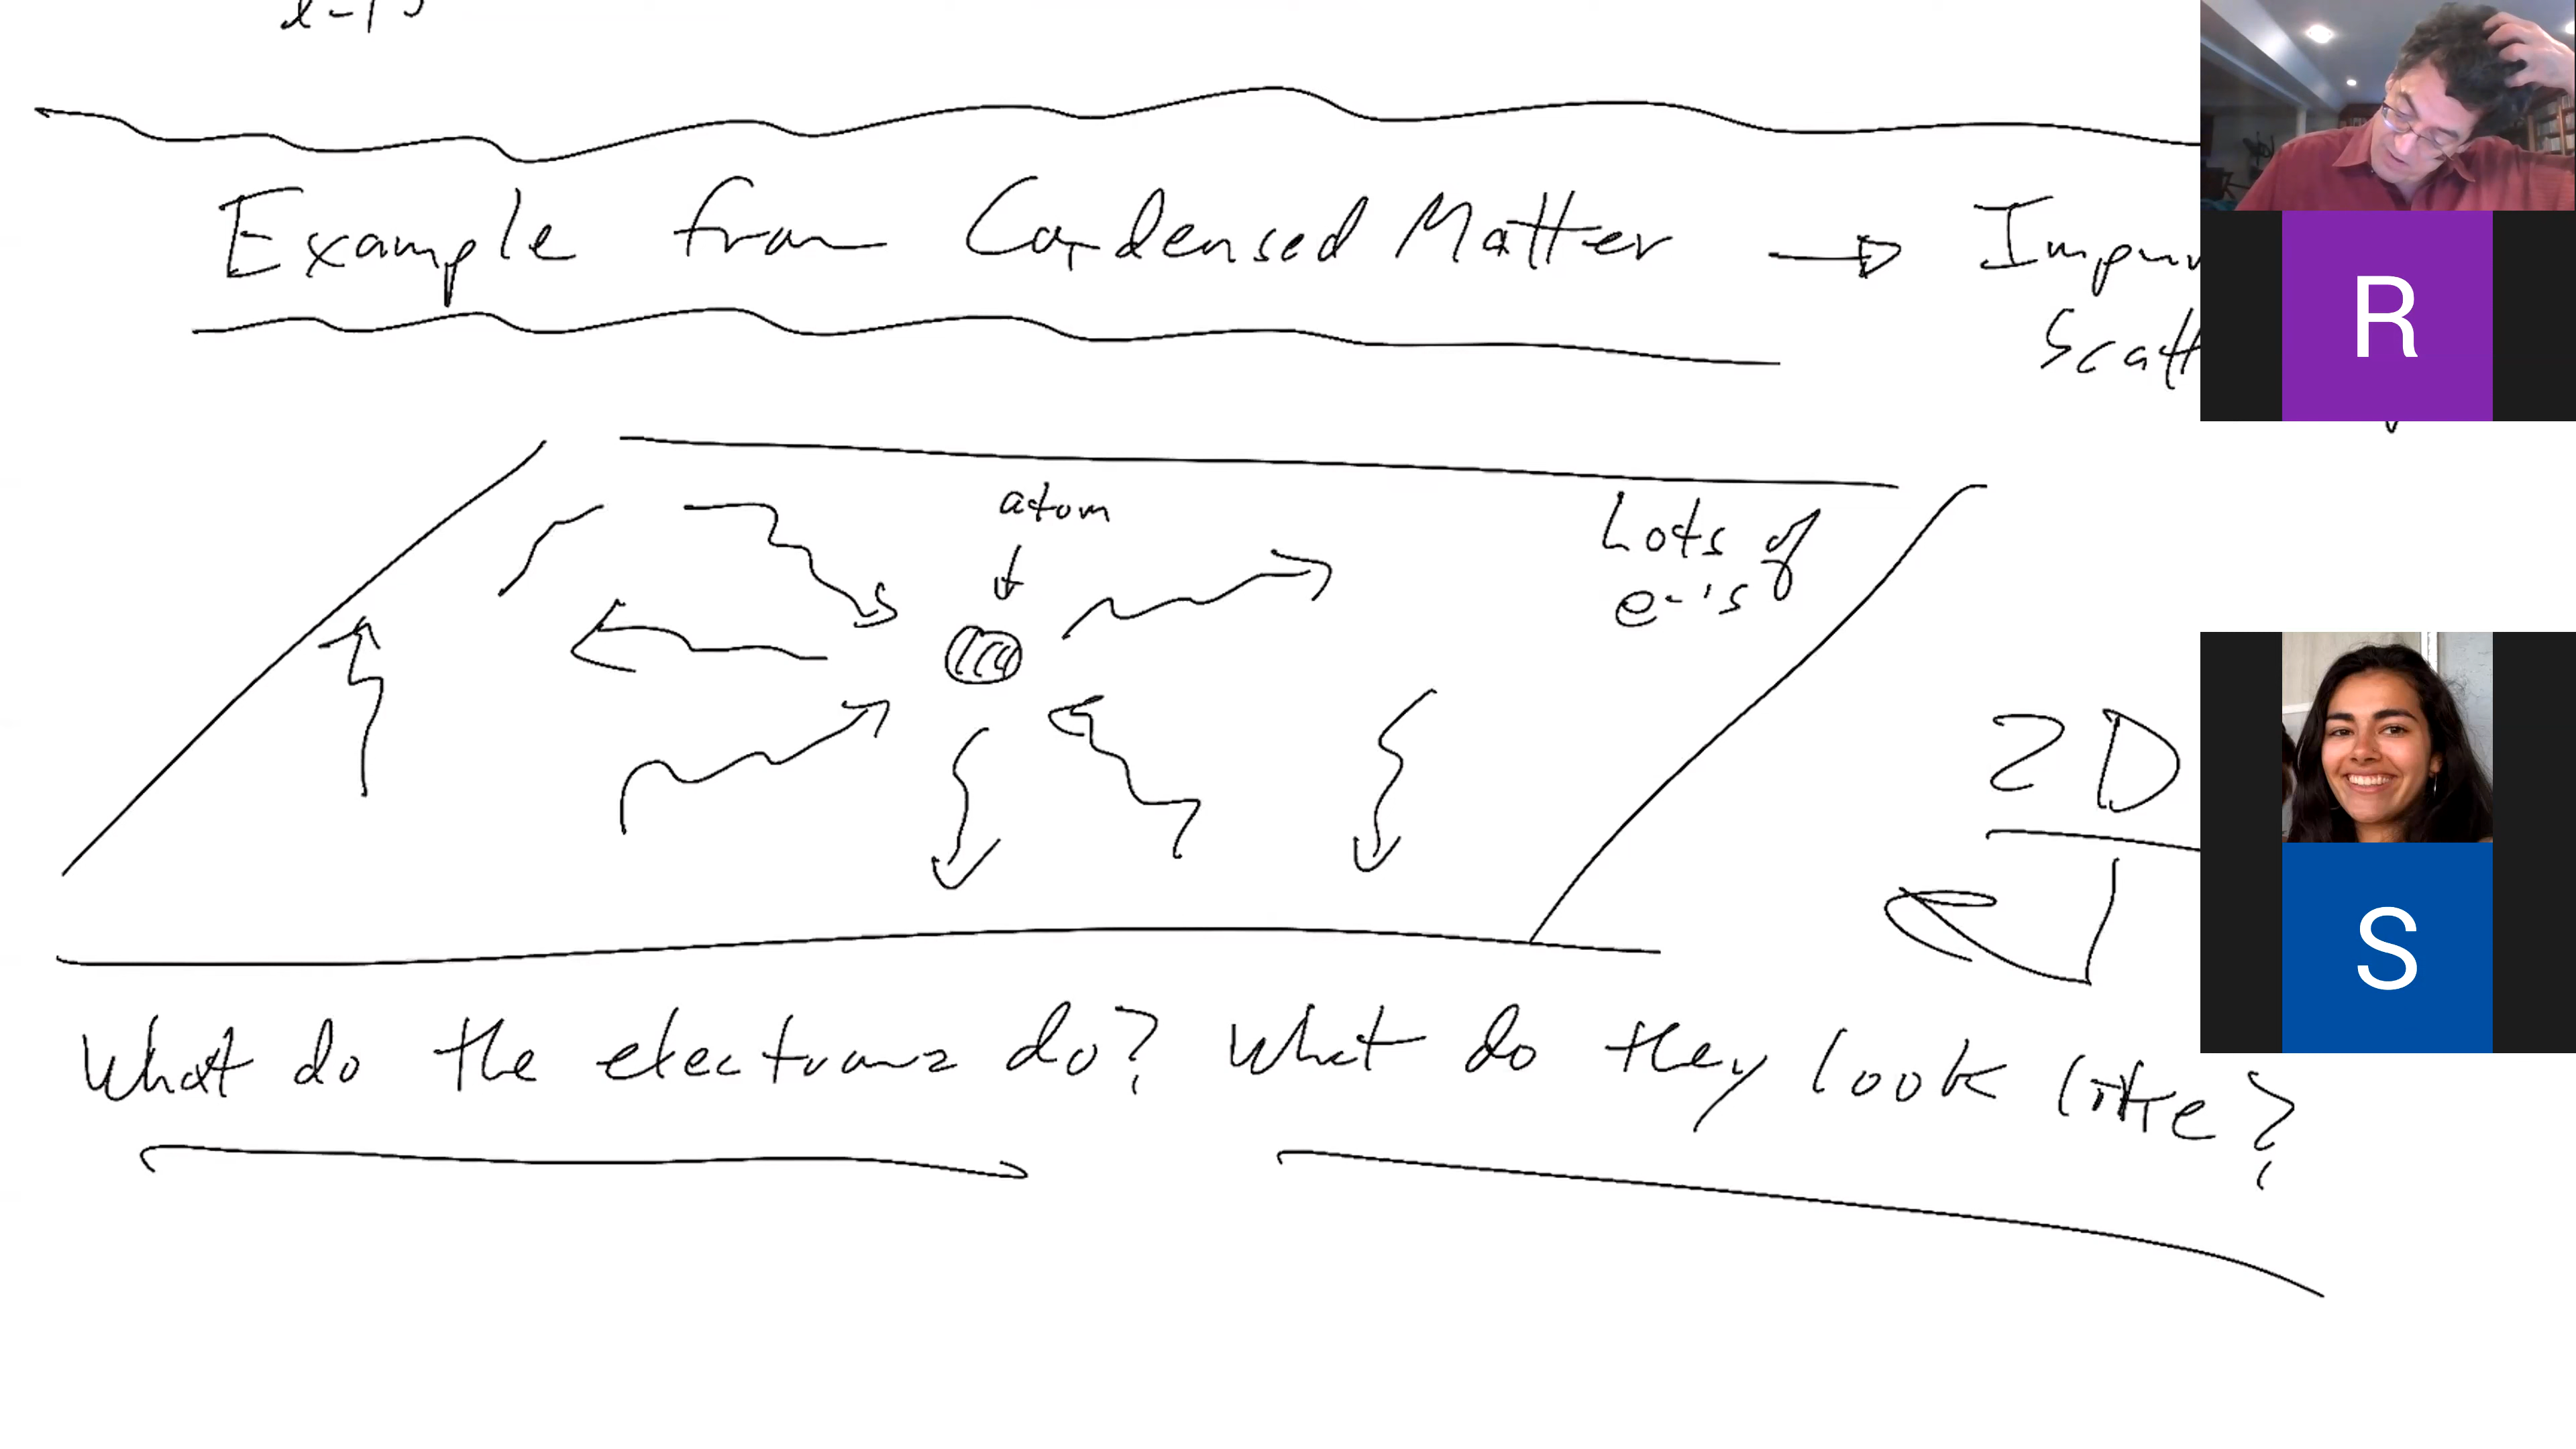 Example from Condensed Matter → Impur
Scatt
R
atom
Lots of
e-'s
2D
S
What do the electrons do? What do they look like?